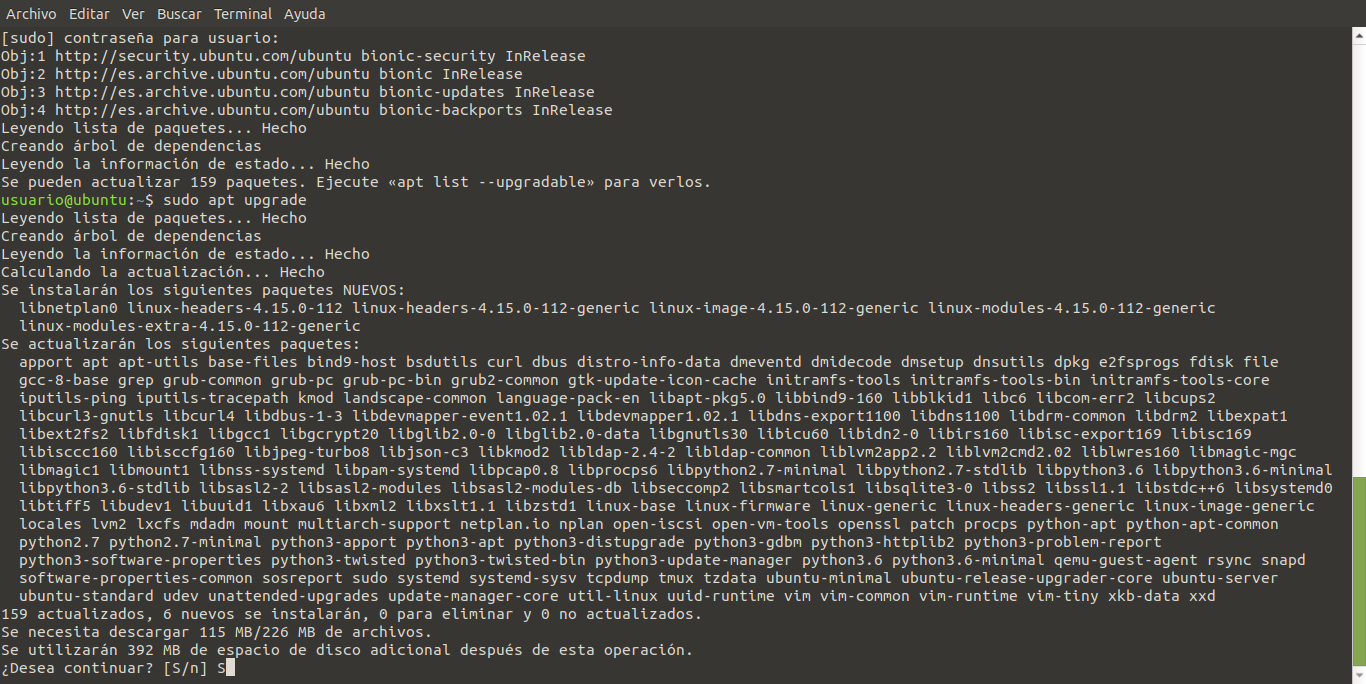 Archivo Editar Ver Buscar Terminal Ayuda
[sudo] contraseña para usuario:
Obj:1 http://security.ubuntu.com/ubuntu bionic-security InRelease
Obj:2 http://es.archive.ubuntu.com/ubuntu bionic InRelease
Obj:3 http://es.archive.ubuntu.com/ubuntu bionic-updates InRelease
Obj:4 http://es.archive.ubuntu.com/ubuntu bionic-backports InRelease
Leyendo lista de paquetes... Hecho
Creando árbol de dependencias
Leyendo la información de estado... Hecho
Se pueden actualizar 159 paquetes. Ejecute «apt list --upgradable» para verlos.
usuario@ubuntu:~$ sudo apt upgrade
Leyendo lista de paquetes... Hecho
Creando árbol de dependencias
Leyendo la información de estado... Hecho
Calculando la actualización... Hecho
Se instalarán los siguientes paquetes NUEVOS:
  libnetplan0 linux-headers-4.15.0-112 linux-headers-4.15.0-112-generic linux-image-4.15.0-112-generic linux-modules-4.15.0-112-generic
  linux-modules-extra-4.15.0-112-generic
Se actualizarán los siguientes paquetes:
  apport apt apt-utils base-files bind9-host bsdutils curl dbus distro-info-data dmeventd dmidecode dmsetup dnsutils dpkg e2fsprogs fdisk file
  gcc-8-base grep grub-common grub-pc grub-pc-bin grub2-common gtk-update-icon-cache initramfs-tools initramfs-tools-bin initramfs-tools-core
  iputils-ping iputils-tracepath kmod landscape-common language-pack-en libapt-pkg5.0 libbind9-160 libblkid1 libc6 libcom-err2 libcups2
  libcurl3-gnutls libcurl4 libdbus-1-3 libdevmapper-event1.02.1 libdevmapper1.02.1 libdns-export1100 libdns1100 libdrm-common libdrm2 libexpat1
  libext2fs2 libfdisk1 libgcc1 libgcrypt20 libglib2.0-0 libglib2.0-data libgnutls30 libicu60 libidn2-0 libirs160 libisc-export169 libisc169
  libisccc160 libisccfg160 libjpeg-turbo8 libjson-c3 libkmod2 libldap-2.4-2 libldap-common liblvm2app2.2 liblvm2cmd2.02 liblwres160 libmagic-mgc
  libmagic1 libmount1 libnss-systemd libpam-systemd libpcap0.8 libprocps6 libpython2.7-minimal libpython2.7-stdlib libpython3.6 libpython3.6-minimal
  libpython3.6-stdlib libsasl2-2 libsasl2-modules libsasl2-modules-db libseccomp2 libsmartcols1 libsqlite3-0 libss2 libssl1.1 libstdc++6 libsystemd0
  libtiff5 libudev1 libuuid1 libxau6 libxml2 libxslt1.1 libzstd1 linux-base linux-firmware linux-generic linux-headers-generic linux-image-generic
  locales lvm2 lxcfs mdadm mount multiarch-support netplan.io nplan open-iscsi open-vm-tools openssl patch procps python-apt python-apt-common
  python2.7 python2.7-minimal python3-apport python3-apt python3-distupgrade python3-gdbm python3-httplib2 python3-problem-report
  python3-software-properties python3-twisted python3-twisted-bin python3-update-manager python3.6 python3.6-minimal qemu-guest-agent rsync snapd
  software-properties-common sosreport sudo systemd systemd-sysv tcpdump tmux tzdata ubuntu-minimal ubuntu-release-upgrader-core ubuntu-server
  ubuntu-standard udev unattended-upgrades update-manager-core util-linux uuid-runtime vim vim-common vim-runtime vim-tiny xkb-data xxd
159 actualizados, 6 nuevos se instalarán, 0 para eliminar y 0 no actualizados.
Se necesita descargar 115 MB/226 MB de archivos.
Se utilizarán 392 MB de espacio de disco adicional después de esta operación.
¿Desea continuar? [S/n] S